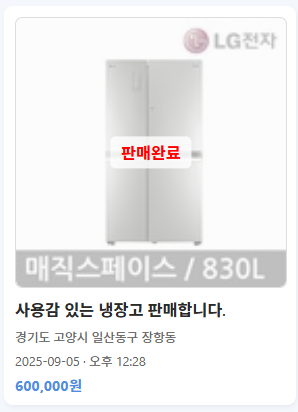 LG전자
판매완료
매직스페이스 / 830L
사용감 있는 냉장고 판매합니다.
경기도 고양시 일산동구 장항동
2025-09-05 · 오후 12:28
600,000원